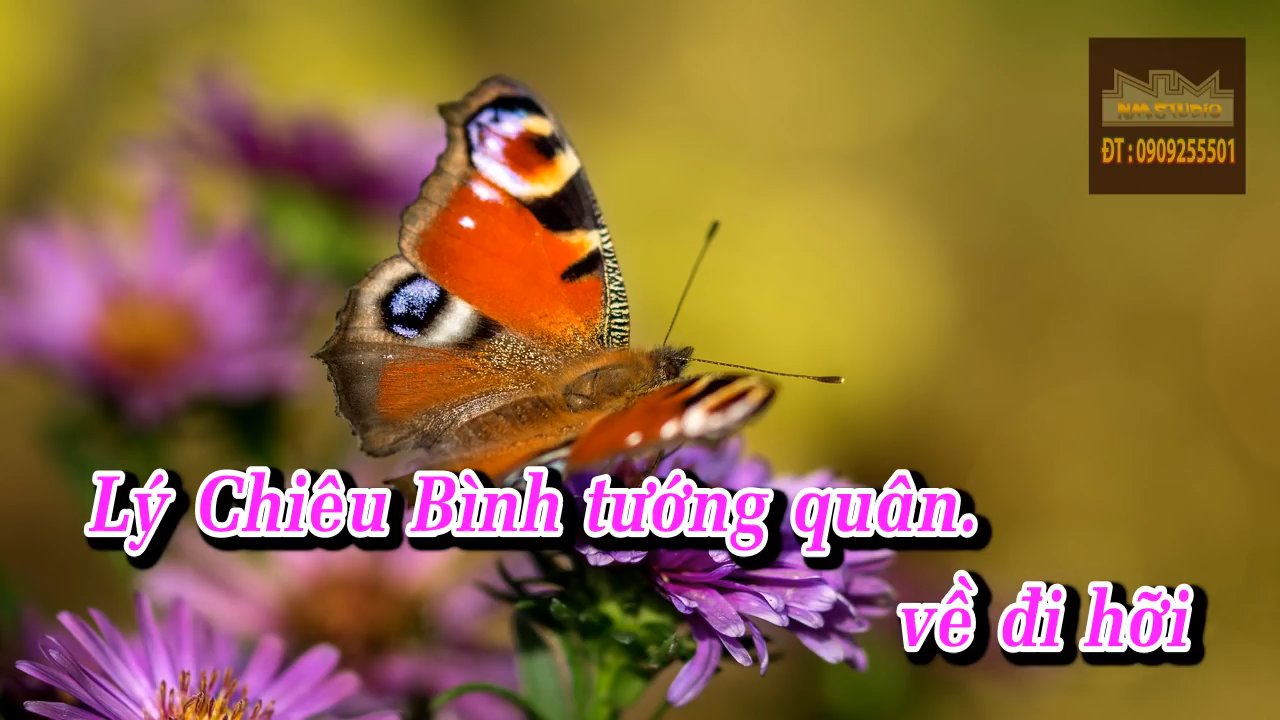 NM STUDIO
ĐT : 0909255501
Lý Chiêu Bình tướng quân.
về đi hỡi